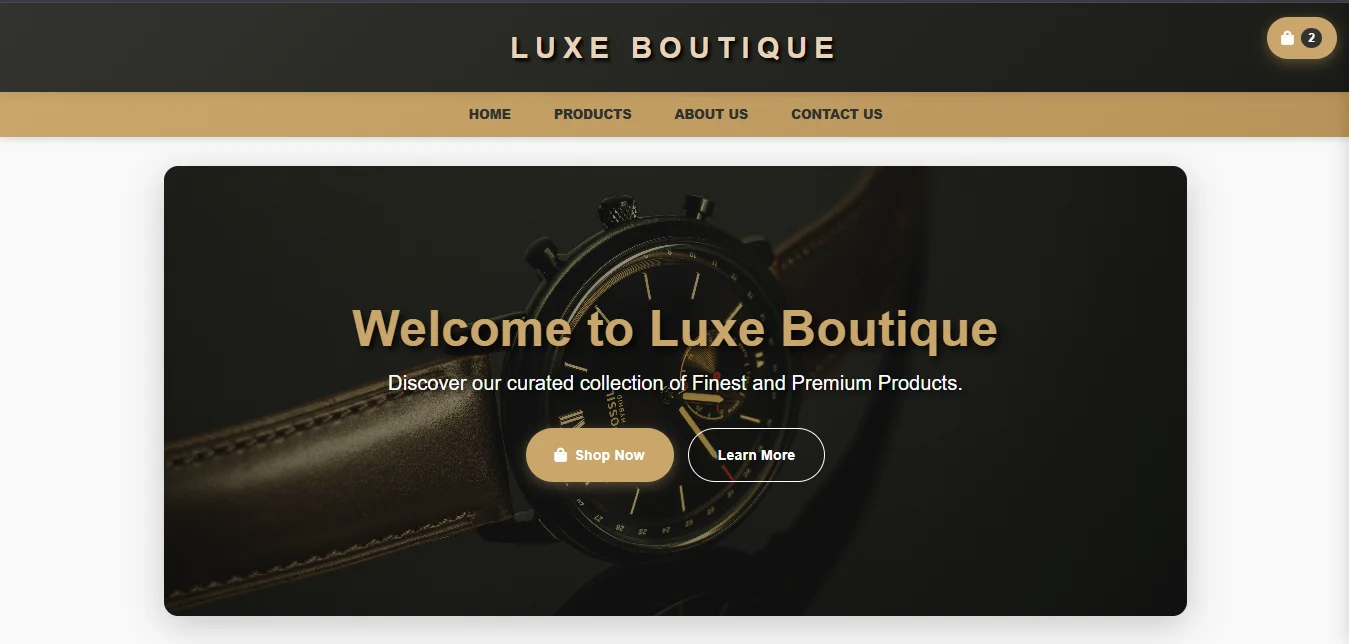 LUXE BOUTIQUE
2
HOME PRODUCTS ABOUT US CONTACT US
Welcome to Luxe Boutique
Discover our curated collection of Finest and Premium Products.
Shop Now Learn More